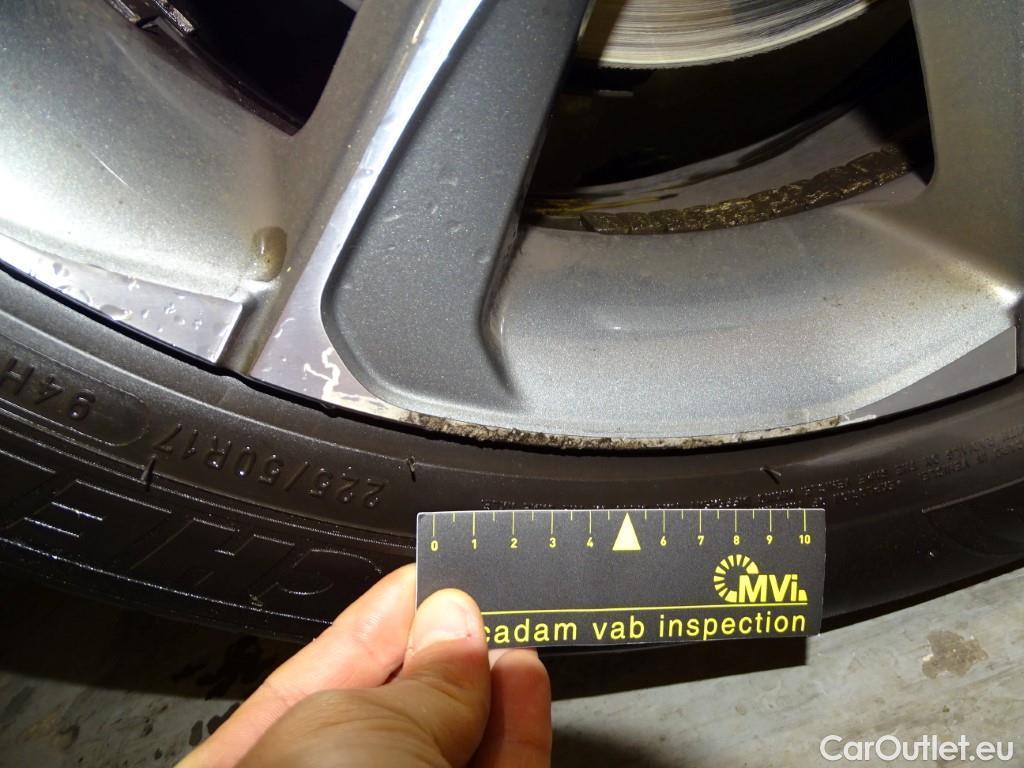 225/50R17 94H
CHE
0 1 2 3 4 6 7 8 9 10
MVi
cadam vab inspection
CarOutlet.eu